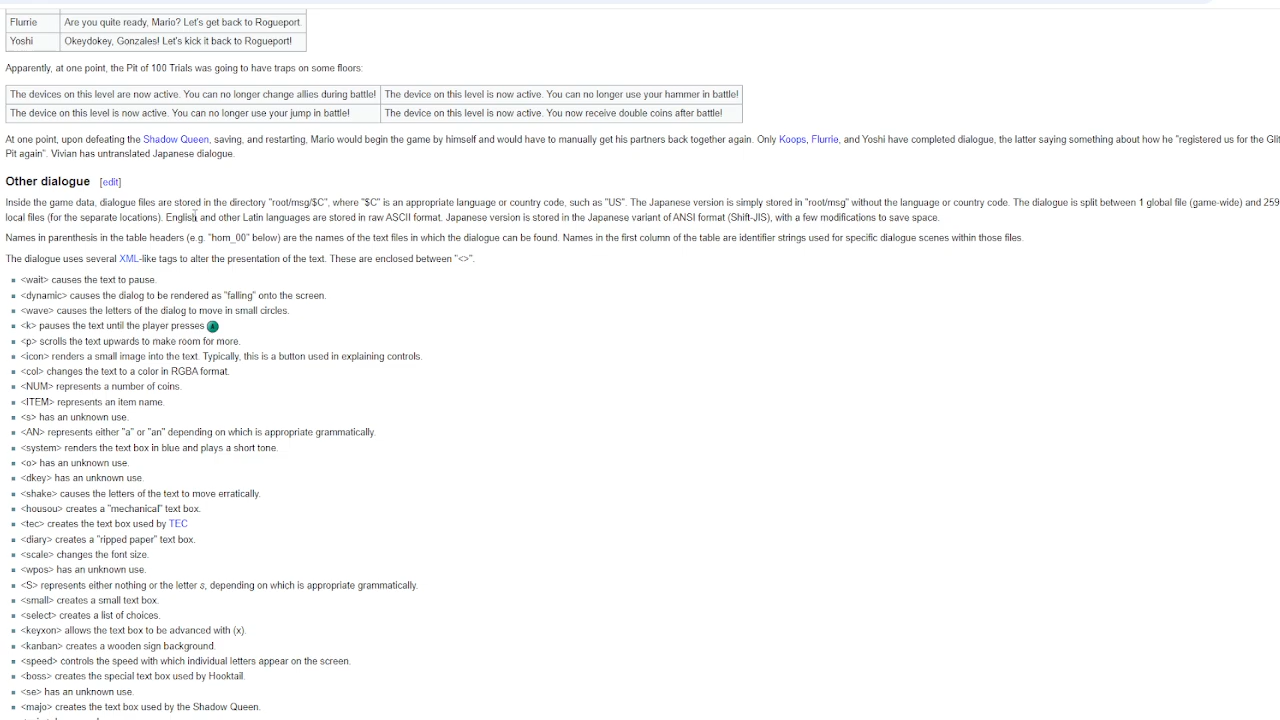 Flurrie Are you quite ready, Mario? Let's get back to Rogueport.
Yoshi Okeydokey, Gonzales! Let's kick it back to Rogueport!
Apparently, at one point, the Pit of 100 Trials was going to have traps on some floors:
The devices on this level are now active. You can no longer change allies during battle! The device on this level is now active. You can no longer use your hammer in battle!
The device on this level is now active. You can no longer use your jump in battle! The device on this level is now active. You now receive double coins after battle!
At one point, upon defeating the Shadow Queen, saving, and restarting, Mario would begin the game by himself and would have to manually get his partners back together again. Only Koops, Flurrie, and Yoshi have completed dialogue, the latter saying something about how he "registered us for the Glit
Pit again". Vivian has untranslated Japanese dialogue.
Other dialogue [edit]
Inside the game data, dialogue files are stored in the directory "root/msg/$C", where "$C" is an appropriate language or country code, such as "US". The Japanese version is simply stored in "root/msg" without the language or country code. The dialogue is split between 1 global file (game-wide) and 259
local files (for the separate locations). English and other Latin languages are stored in raw ASCII format. Japanese version is stored in the Japanese variant of ANSI format (Shift-JIS), with a few modifications to save space.
Names in parenthesis in the table headers (e.g. "hom_00" below) are the names of the text files in which the dialogue can be found. Names in the first column of the table are identifier strings used for specific dialogue scenes within those files.
The dialogue uses several XML-like tags to alter the presentation of the text. These are enclosed between "<>".
<wait> causes the text to pause.
<dynamic> causes the dialog to be rendered as "falling" onto the screen.
<wave> causes the letters of the dialog to move in small circles.
<k> pauses the text until the player presses A
<p> scrolls the text upwards to make room for more.
<icon> renders a small image into the text. Typically, this is a button used in explaining controls.
<col> changes the text to a color in RGBA format.
<NUM> represents a number of coins.
<ITEM> represents an item name.
<s> has an unknown use.
<AN> represents either "a" or "an" depending on which is appropriate grammatically.
<system> renders the text box in blue and plays a short tone.
<o> has an unknown use.
<dkey> has an unknown use.
<shake> causes the letters of the text to move erratically.
<housou> creates a "mechanical" text box.
<tec> creates the text box used by TEC
<diary> creates a "ripped paper" text box.
<scale> changes the font size.
<wpos> has an unknown use.
<S> represents either nothing or the letter s, depending on which is appropriate grammatically.
<small> creates a small text box.
<select> creates a list of choices.
<keyxon> allows the text box to be advanced with (x).
<kanban> creates a wooden sign background.
<speed> controls the speed with which individual letters appear on the screen.
<boss> creates the special text box used by Hooktail.
<se> has an unknown use.
<majo> creates the text box used by the Shadow Queen.